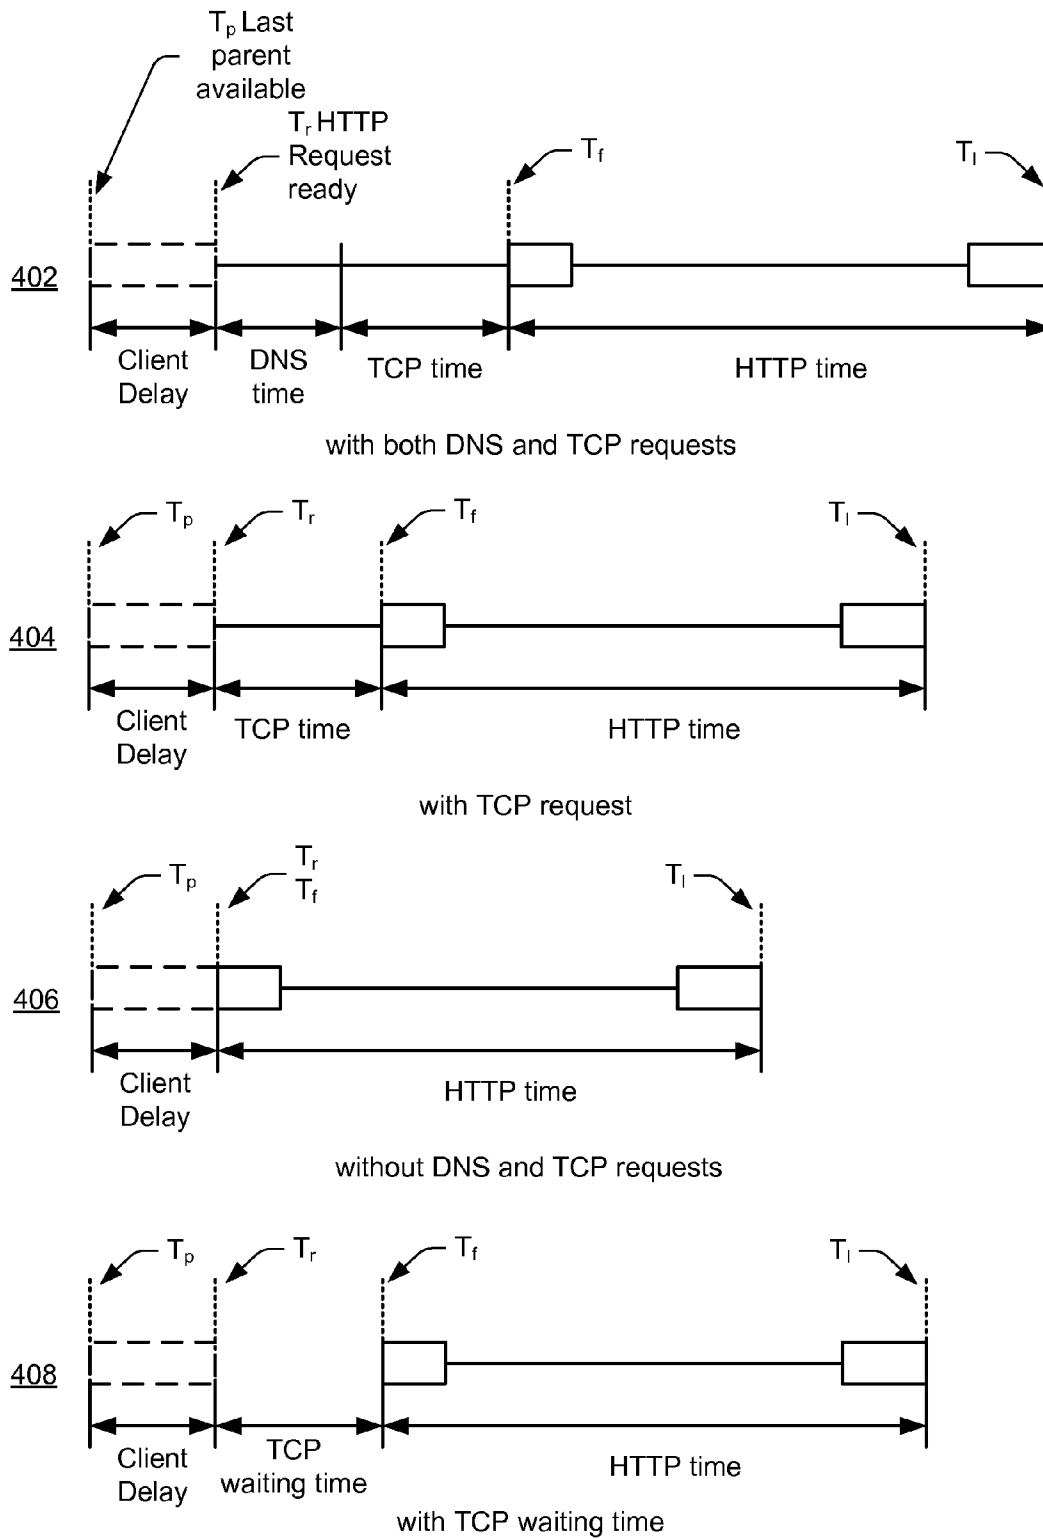 Tp Last
parent
available
Tr HTTP
Request
ready
Tf
Tl
402
Client
Delay
DNS
time
TCP time
HTTP time
with both DNS and TCP requests
Tp
Tr
Tf
Tl
404
Client
Delay
TCP time
HTTP time
with TCP request
Tp
Tr
Tf
Tl
406
Client
Delay
HTTP time
without DNS and TCP requests
Tp
Tr
Tf
Tl
408
Client
Delay
TCP
waiting time
HTTP time
with TCP waiting time